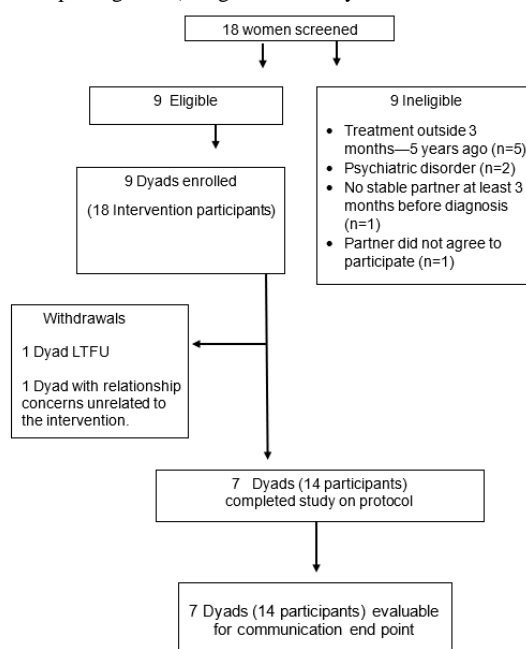 18 women screened
9 Eligible
9 Ineligible
• Treatment outside 3
months—5 years ago (n=5)
• Psychiatric disorder (n=2)
• No stable partner at least 3
months before diagnosis
(n=1)
• Partner did not agree to
participate (n=1)
9 Dyads enrolled
(18 Intervention participants)
Withdrawals
1 Dyad LTFU
1 Dyad with relationship
concerns unrelated to
the intervention.
7 Dyads (14 participants)
completed study on protocol
7 Dyads (14 participants) evaluable
for communication end point